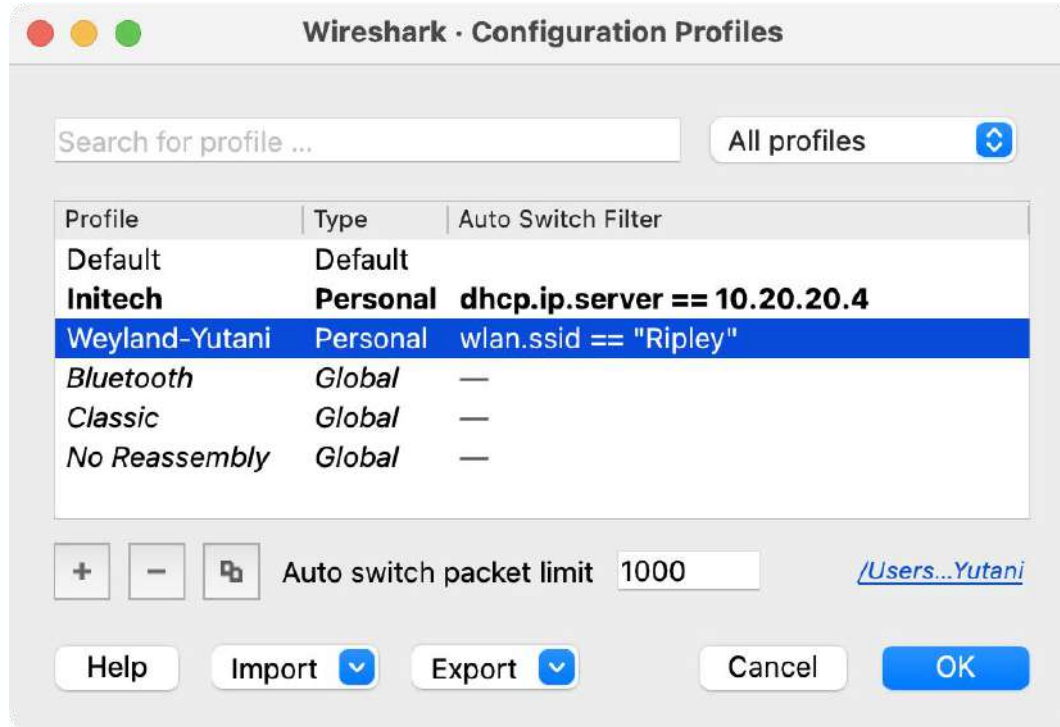 Wireshark · Configuration Profiles
Search for profile ...
All profiles
Profile Type Auto Switch Filter
Default Default
Initech Personal dhcp.ip.server == 10.20.20.4
Weyland-Yutani Personal wlan.ssid == "Ripley"
Bluetooth Global —
Classic Global —
No Reassembly Global —
Auto switch packet limit 1000 /Users...Yutani
Help Import Export Cancel OK